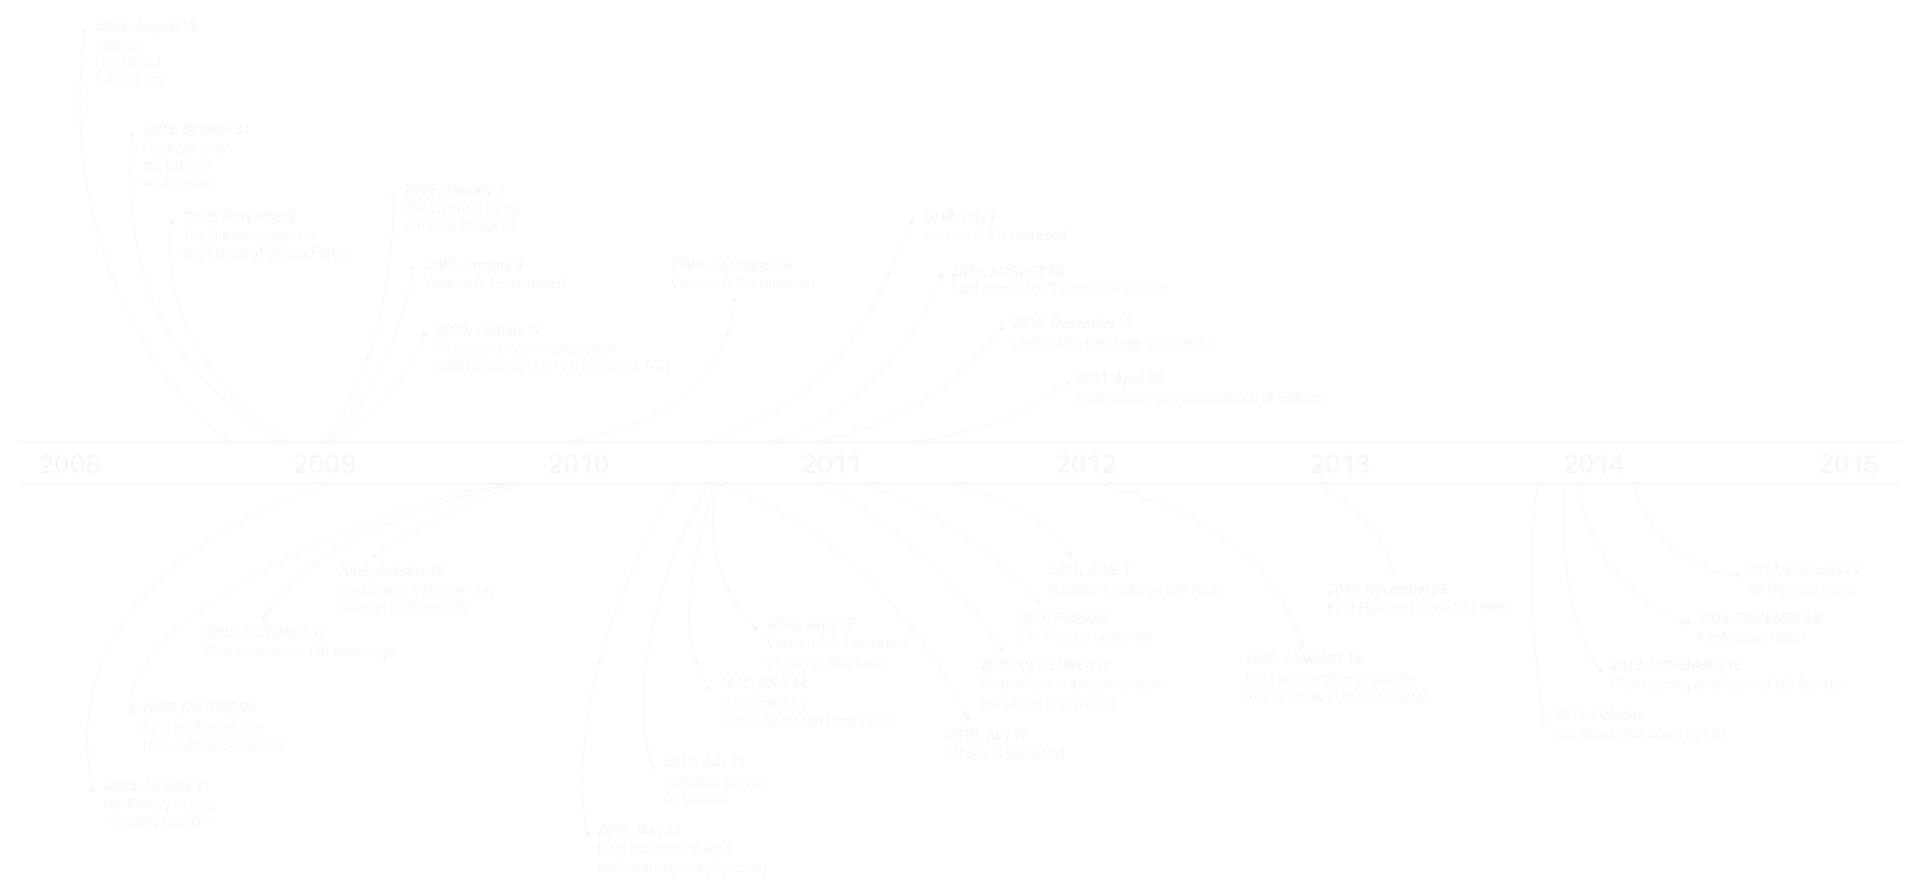 2008, August 18
Satoshi
registered
bitcoin.org
2008, October 31
Publication of
the Bitcoin
whitepaper
2008, November 9
The Bitcoin project is
registered at SourceForge
2009, January 3
The Genesis Block
is mined (block 0)
2009, January 9
Version 0.1 is released
2009, January 12
First ever bitcoin transaction
Satoshi sends Hal 10 BTC (block 170)
2009, December 16
Version 0.2 is released
2010, July 7
Version 0.3 is released
2010, AUGUST 28
Last commit of Satoshi (343328c)
2010, December 12
Last public message of Satoshi
2011, April 26
Last private correspondence of Satoshi
2008 2009 2010 2011 2012 2013 2014 2015
2009, October 12
Creation of #bitcoin-dev
channel on Freenode
2009, OCTOBER 12
First bitcoin-to-fiat exchange
2009, OCTOBER 5
First exchange rate
(New Liberty Standard)
2009, January 11
Hal Finney tweets
"running bitcoin"
2010, JULY 19
Version 0.3.1 released
by Gavin Andresen
2010, JULY 14
1st commit by
Gavin Andresen (8bd6620)
2010, July 11
Slashdot article
on Bitcoin
2010, May 22
First transaction for a
real-world good (2 pizzas)
2011, JUNE 1
Gawker Article on Silk Road
2011, February
Silk Road is launched
2010, DECEMBER 10
First article in a main-stream
magazine (PC World)
2010, July 17
MtGox is launched
2012, November 28
First Halving (block 210,000)
2012, JANUARY 15
First appearance of bitcoin
in a TV show (The Good Wife)
2014, February 24
Mt Gox collapses
2013, DECEMBER 5
First China "ban"
2013, NOVEMBER 18
First hearing on bitcoin of US Senate
2013, October
Silk Road shut down by FBI